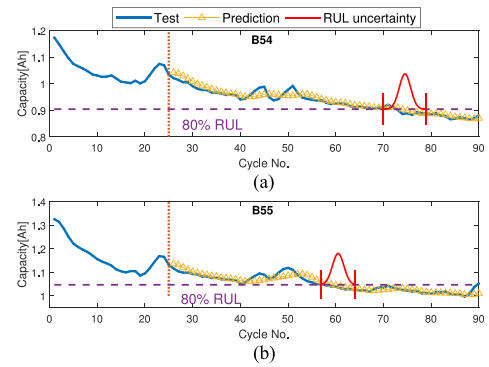 Test Prediction RUL uncertainty
B54
Capacity[Ah]
1.2
1.1
1
0.9
0.8
80% RUL
0 10 20 30 40 50 60 70 80 90
Cycle No.
(a)
B55
Capacity[Ah]
1.4
1.3
1.2
1.1
1
80% RUL
0 10 20 30 40 50 60 70 80 90
Cycle No.
(b)